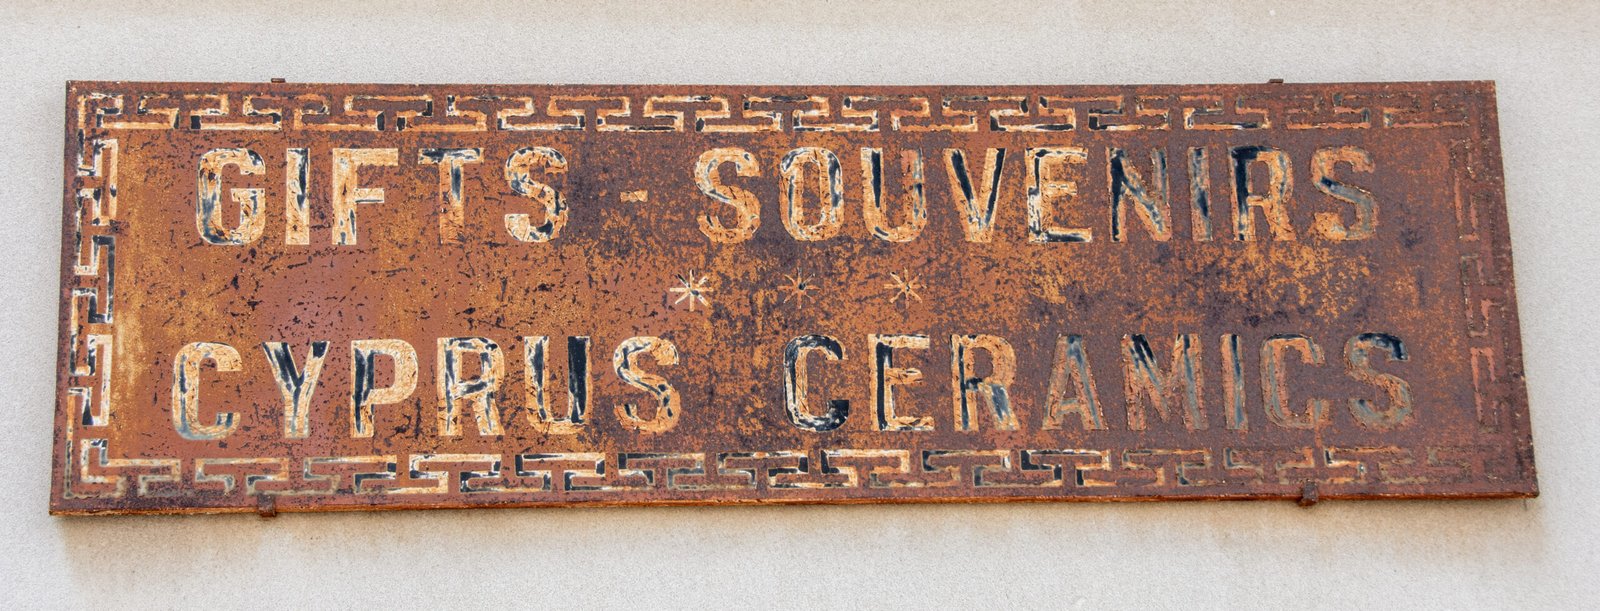 GIFTS - SOUVENIRS
* * *
CYPRUS CERAMICS